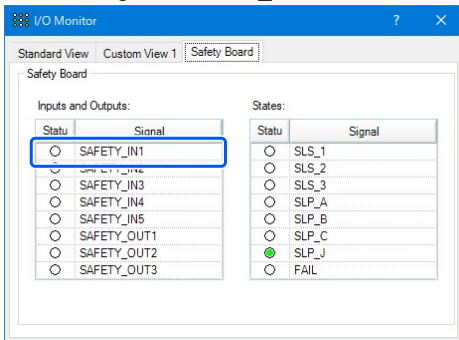 I/O Monitor ? ×
Standard View Custom View 1 Safety Board
Safety Board
Inputs and Outputs:
Statu Signal
SAFETY_IN1
SAFETY_IN2
SAFETY_IN3
SAFETY_IN4
SAFETY_IN5
SAFETY_OUT1
SAFETY_OUT2
SAFETY_OUT3
States:
Statu Signal
SLS_1
SLS_2
SLS_3
SLP_A
SLP_B
SLP_C
SLP_J
FAIL